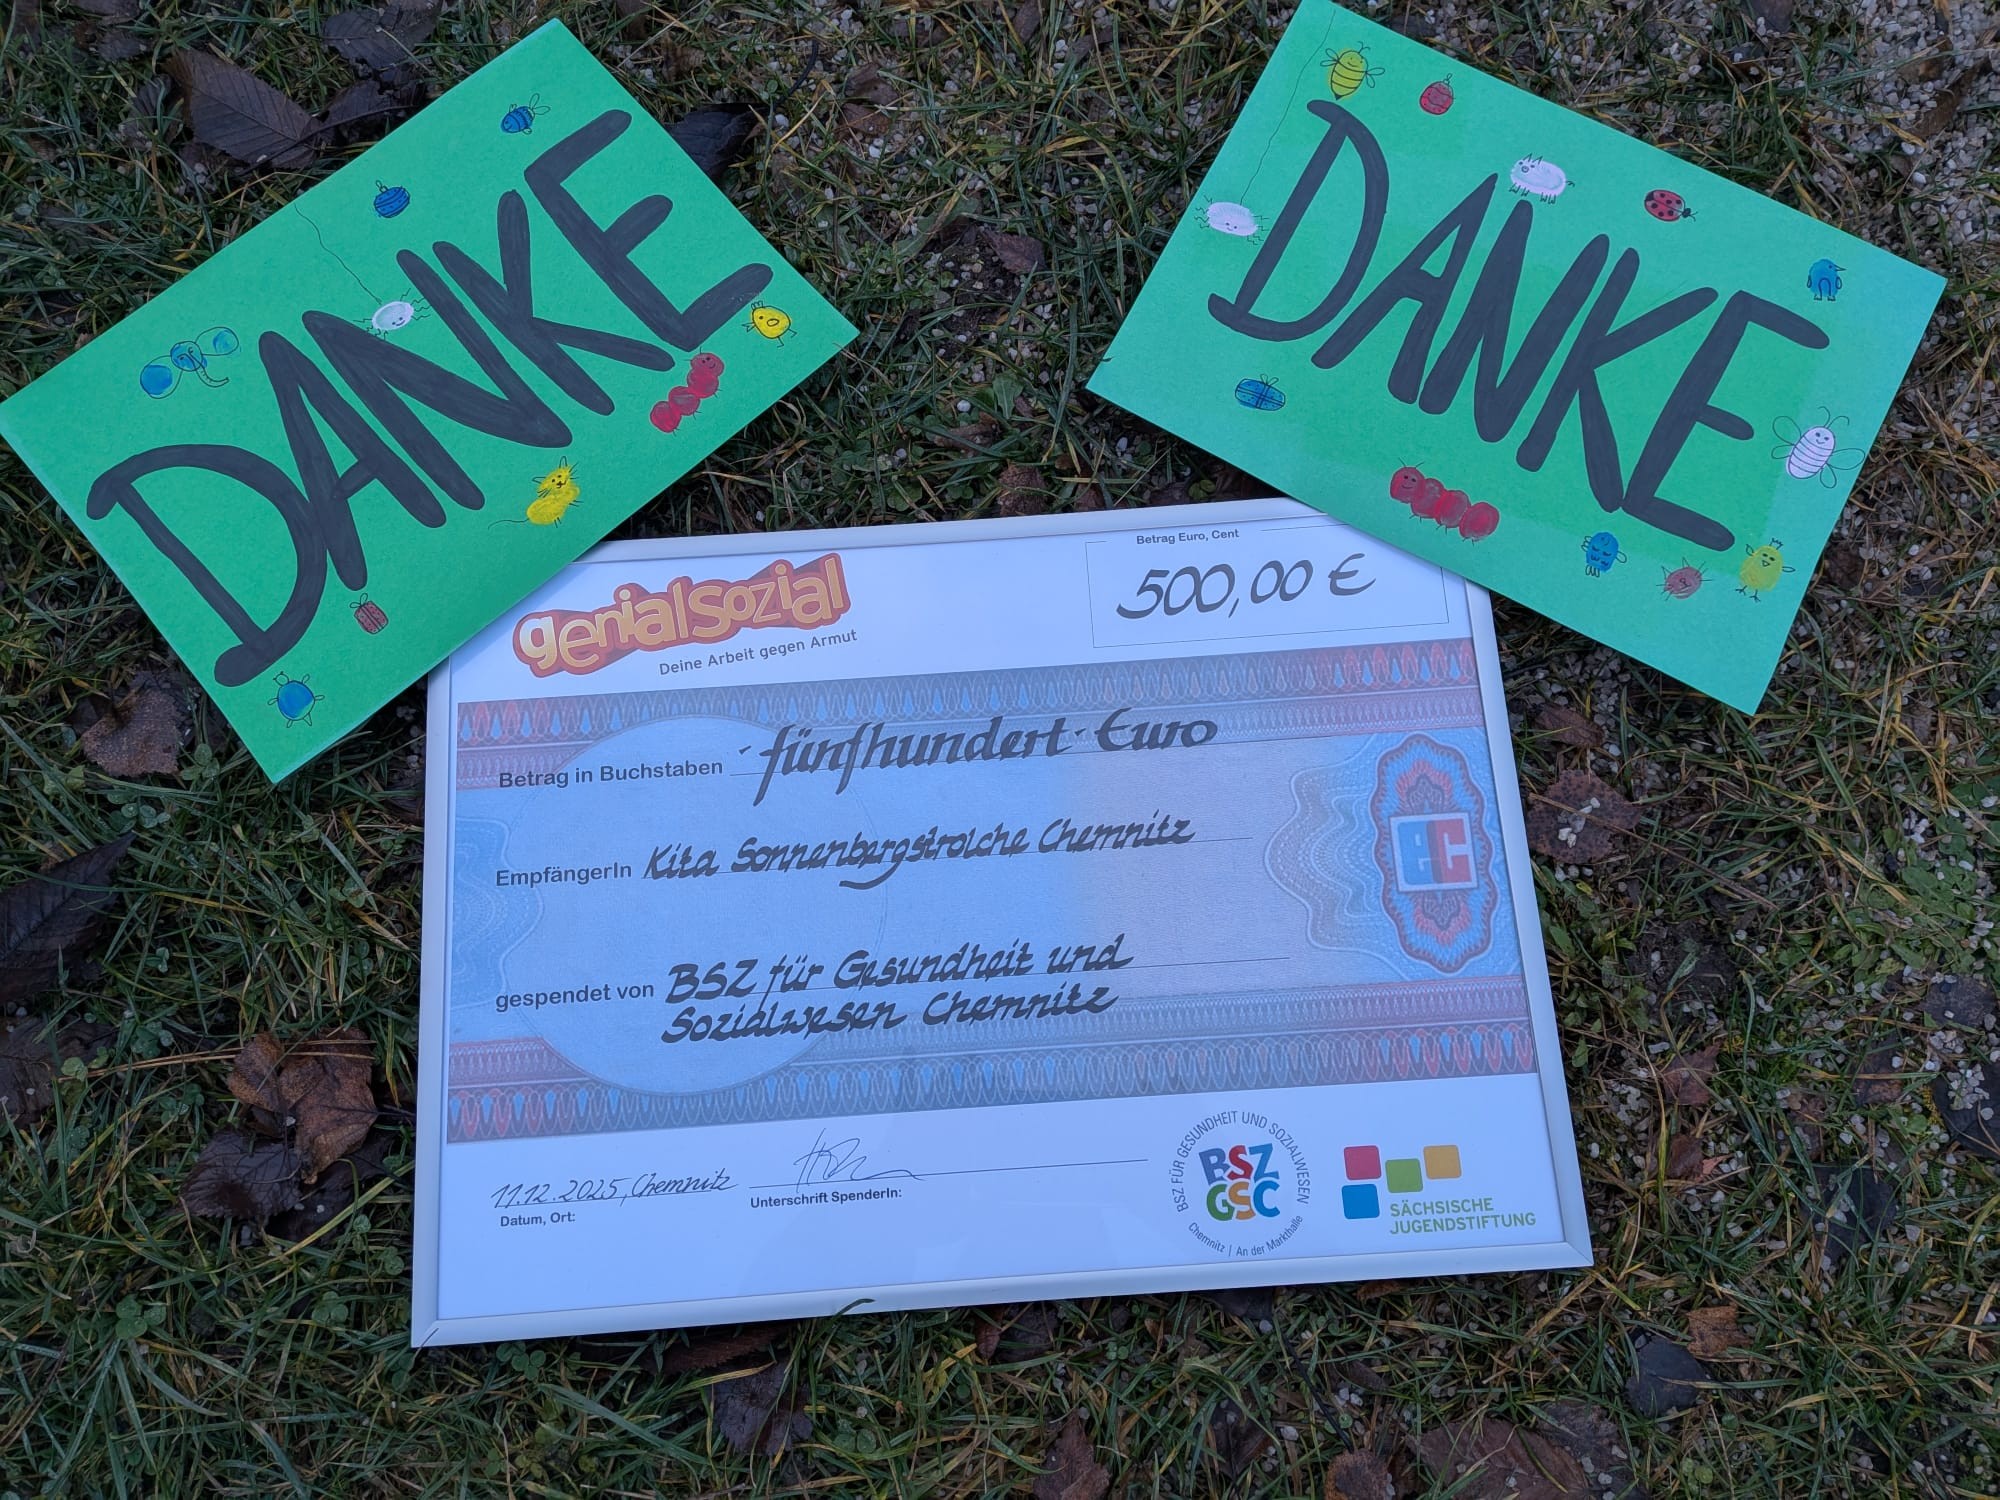 DANKE
DANKE
genialsozial
Deine Arbeit gegen Armut
Betrag Euro, Cent
500,00 €
Betrag in Buchstaben · fünfhundert · Euro
EmpfängerIn Kita Sonnenbergstrolche Chemnitz
gespendet von BSZ für Gesundheit und
Sozialwesen Chemnitz
11.12.2025, Chemnitz
Datum, Ort:
Unterschrift SpenderIn:
BSZ FÜR GESUNDHEIT UND SOZIALWESEN
BSZ
GSC
Chemnitz | An der Markthalle
SÄCHSISCHE
JUGENDSTIFTUNG
ec